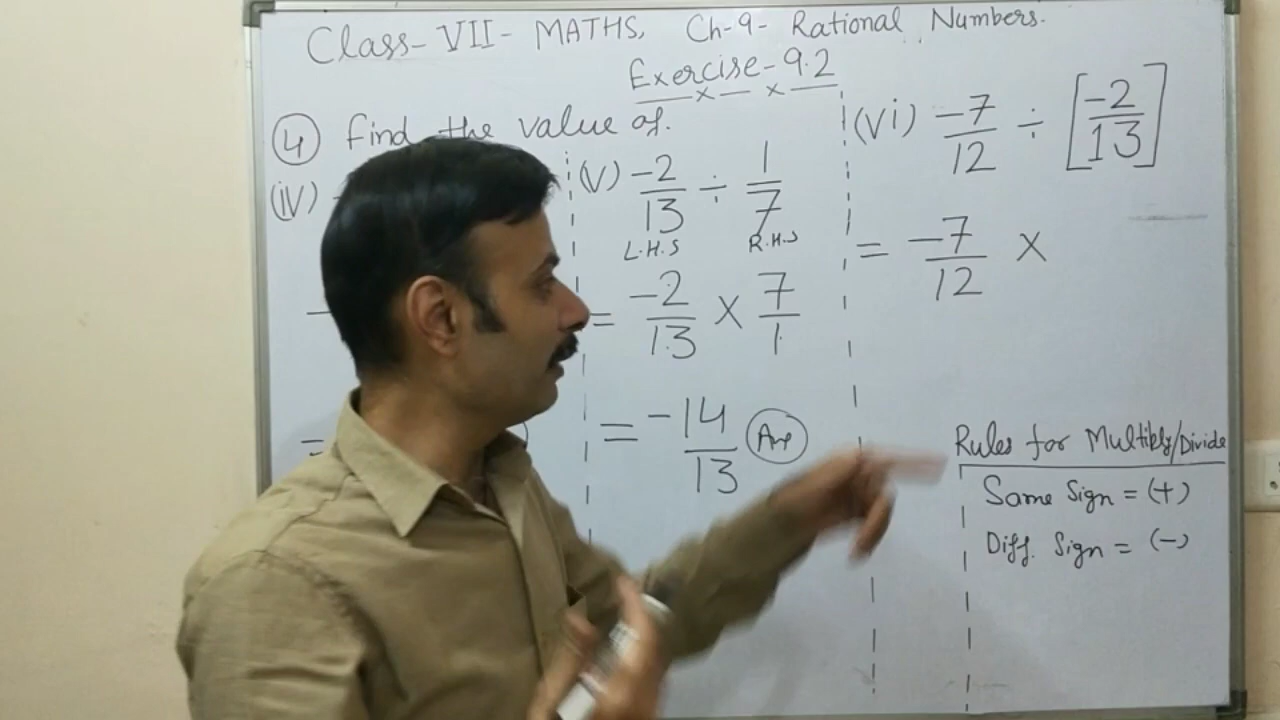 Class- VII- MATHS, Ch-9- Rational Numbers.
Exercise-9.2
④ find the value of.
(iv) -
(v) -2/13 ÷ 1/7
L.H.S R.H.S
= -2/13 × 7/1
= -14/13 Ans
(vi) -7/12 ÷ [-2/13]
= -7/12 ×
Rules for Multiply/Divide
Same Sign = (+)
Diff. Sign = (-)